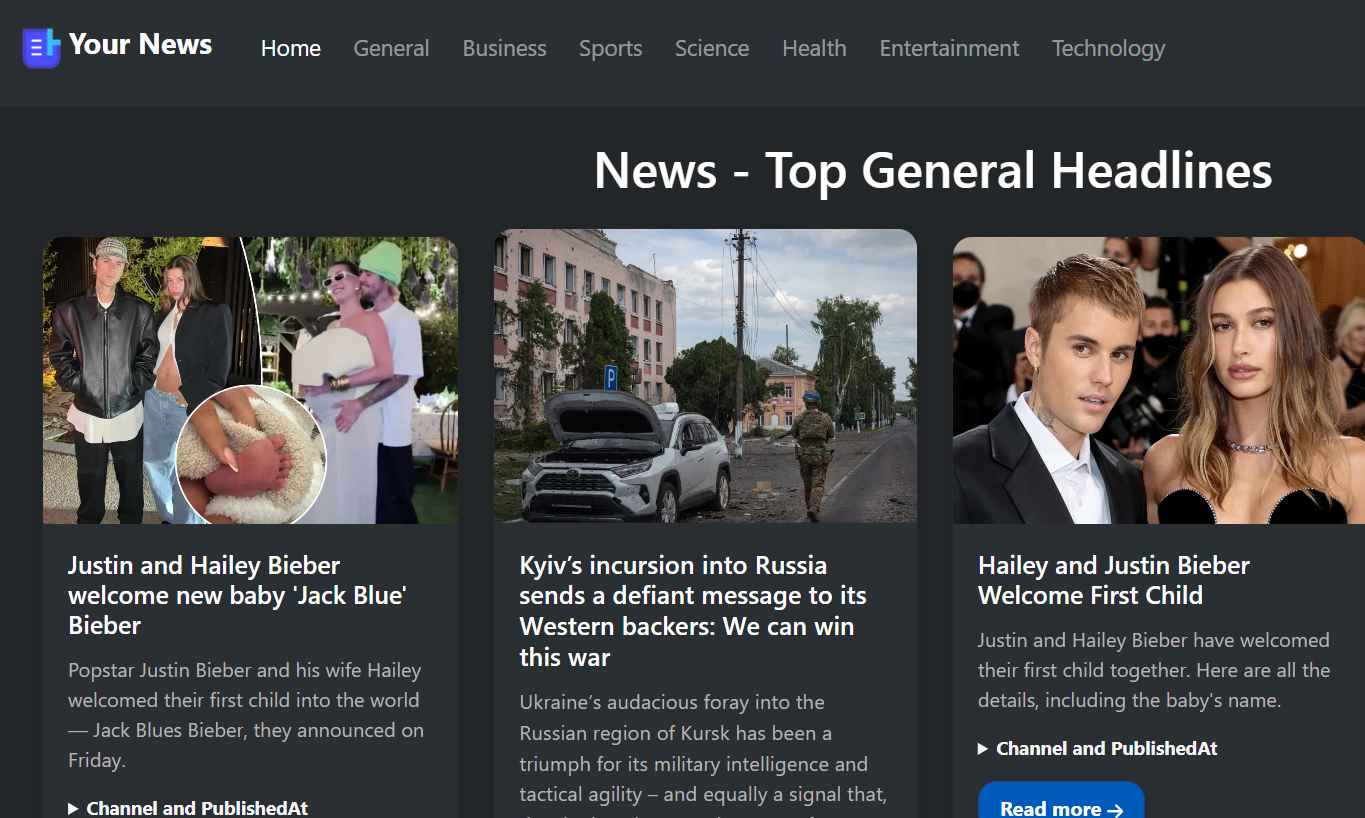 Your News
Home General Business Sports Science Health Entertainment Technology
News - Top General Headlines
P
Justin and Hailey Bieber
welcome new baby 'Jack Blue'
Bieber
Popstar Justin Bieber and his wife Hailey
welcomed their first child into the world
— Jack Blues Bieber, they announced on
Friday.
Channel and PublishedAt
Kyiv’s incursion into Russia
sends a defiant message to its
Western backers: We can win
this war
Ukraine’s audacious foray into the
Russian region of Kursk has been a
triumph for its military intelligence and
tactical agility – and equally a signal that,
Hailey and Justin Bieber
Welcome First Child
Justin and Hailey Bieber have welcomed
their first child together. Here are all the
details, including the baby's name.
Channel and PublishedAt
Read more →